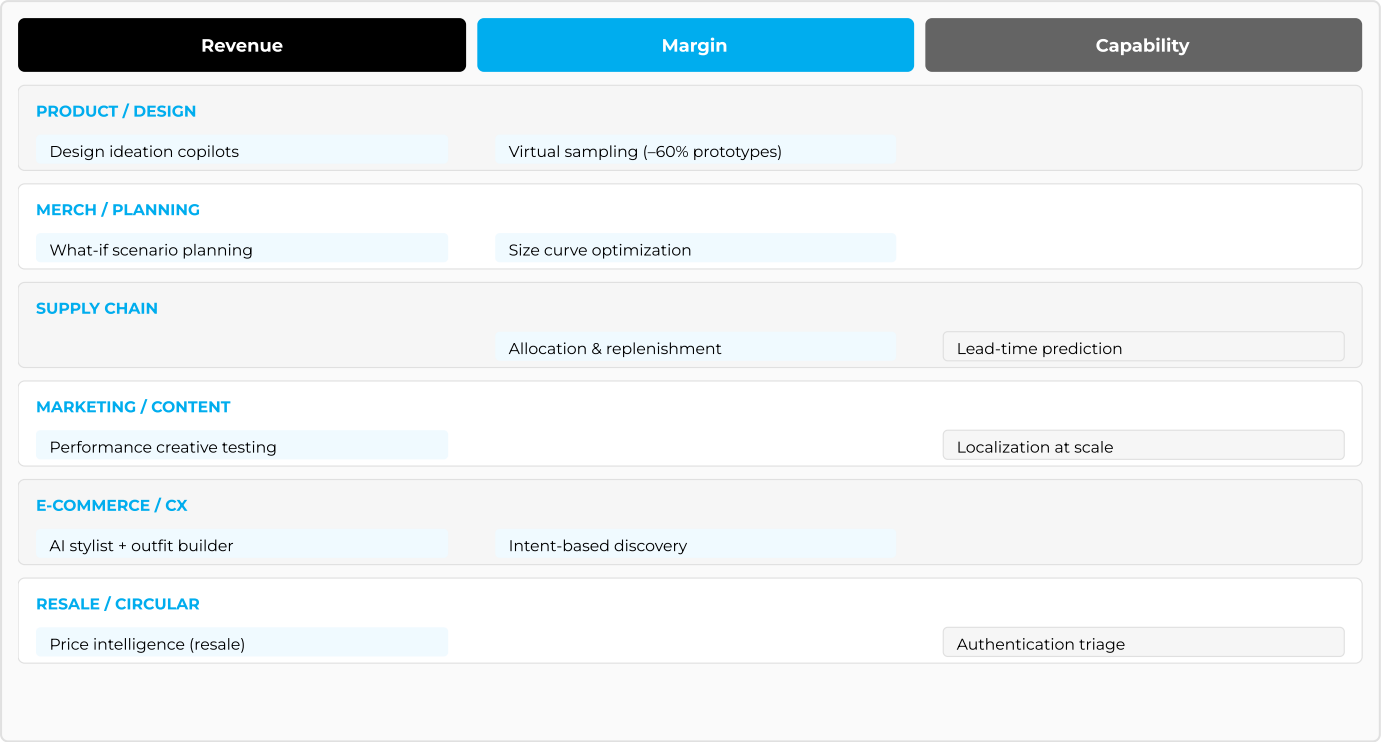 Revenue
Margin
Capability
PRODUCT / DESIGN
Design ideation copilots
Virtual sampling (–60% prototypes)
MERCH / PLANNING
What-if scenario planning
Size curve optimization
SUPPLY CHAIN
Allocation & replenishment
Lead-time prediction
MARKETING / CONTENT
Performance creative testing
Localization at scale
E-COMMERCE / CX
AI stylist + outfit builder
Intent-based discovery
RESALE / CIRCULAR
Price intelligence (resale)
Authentication triage